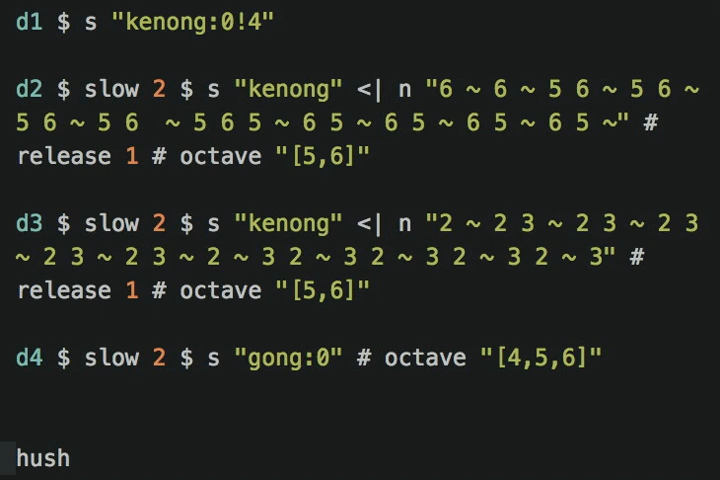 d1 $ s "kenong:0!4"
d2 $ slow 2 $ s "kenong" <| n "6 ~ 6 ~ 5 6 ~ 5 6 ~
5 6 ~ 5 6  ~ 5 6 5 ~ 6 5 ~ 6 5 ~ 6 5 ~ 6 5 ~" #
release 1 # octave "[5,6]"
d3 $ slow 2 $ s "kenong" <| n "2 ~ 2 3 ~ 2 3 ~ 2 3
~ 2 3 ~ 2 3 ~ 2 ~ 3 2 ~ 3 2 ~ 3 2 ~ 3 2 ~ 3" #
release 1 # octave "[5,6]"
d4 $ slow 2 $ s "gong:0" # octave "[4,5,6]"
hush